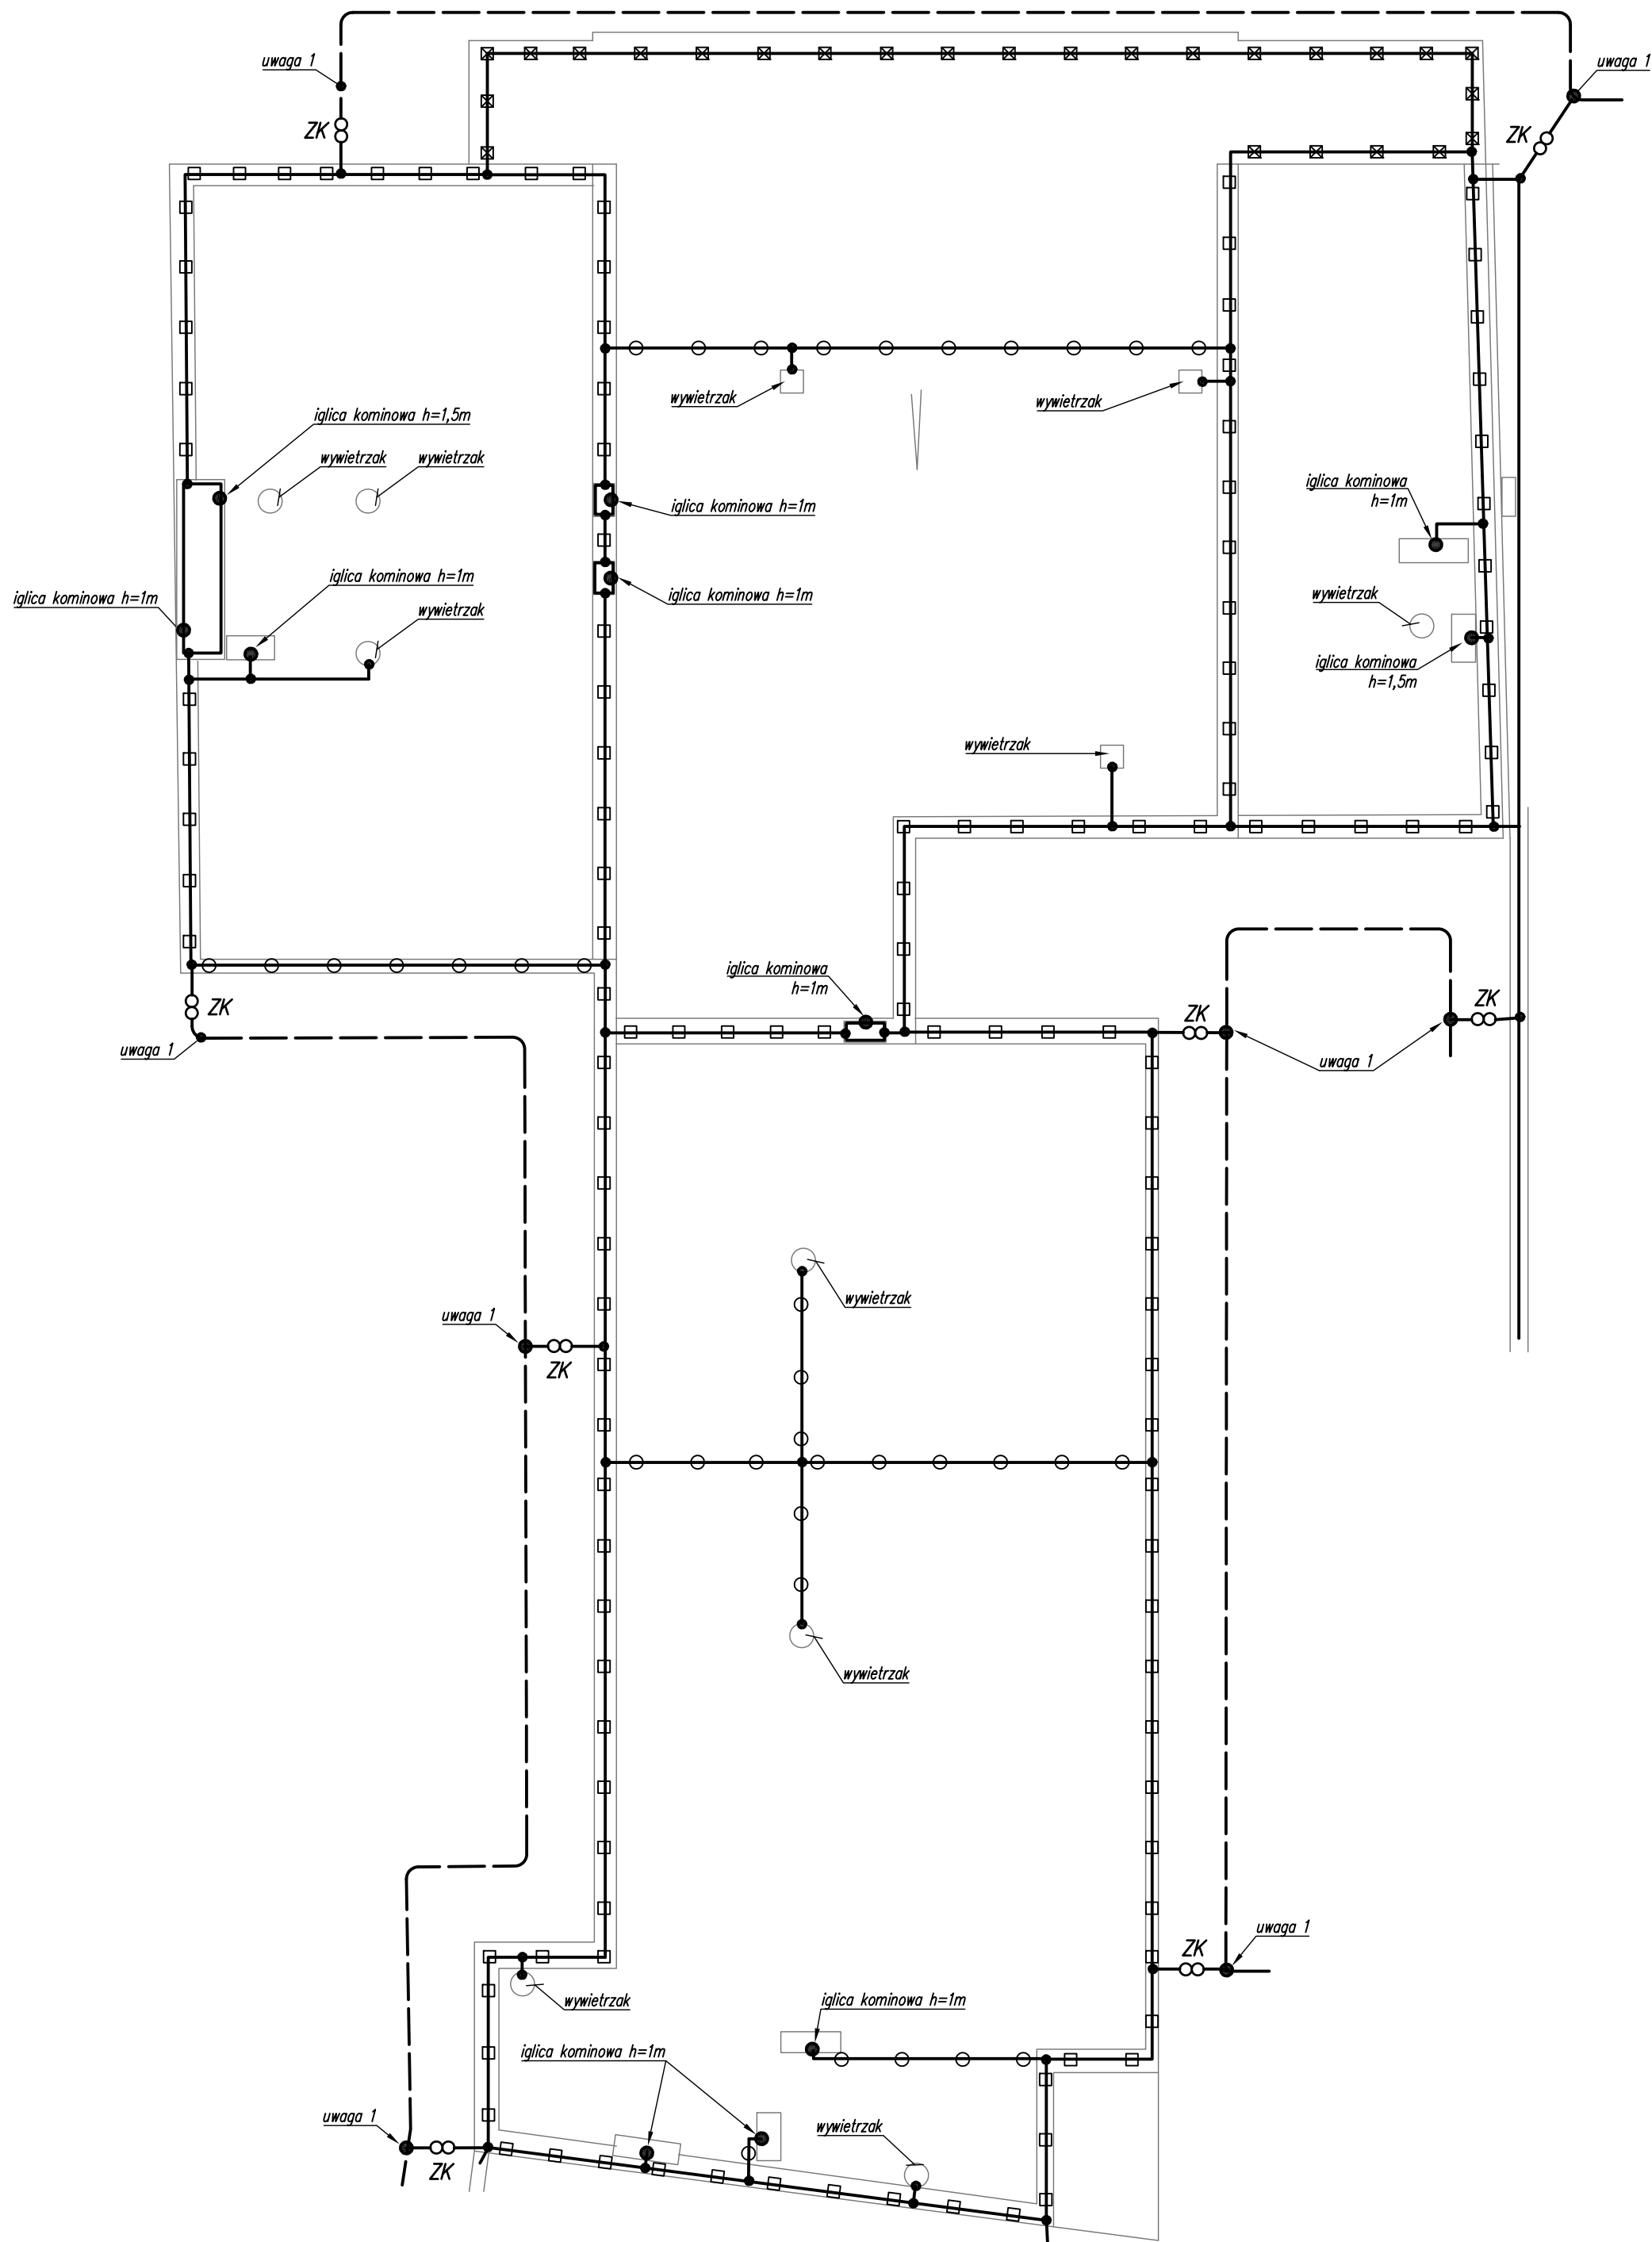 uwaga 1
uwaga 1
ZK
ZK
wywietrzak
wywietrzak
iglica kominowa h=1,5m
wywietrzak
wywietrzak
iglica kominowa
h=1m
iglica kominowa h=1m
iglica kominowa h=1m
iglica kominowa h=1m
iglica kominowa h=1m
wywietrzak
wywietrzak
iglica kominowa
h=1,5m
wywietrzak
iglica kominowa
h=1m
ZK
ZK
ZK
uwaga 1
uwaga 1
wywietrzak
uwaga 1
ZK
wywietrzak
uwaga 1
ZK
wywietrzak
iglica kominowa h=1m
iglica kominowa h=1m
uwaga 1
wywietrzak
ZK